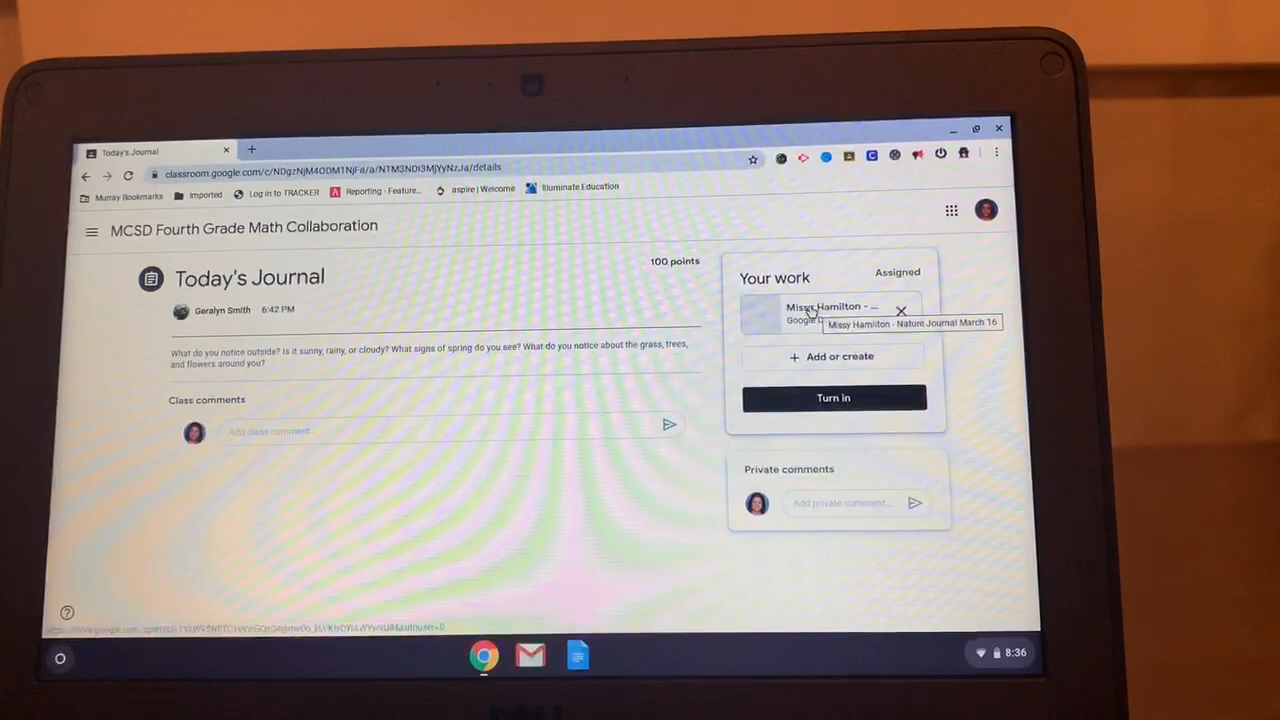 Today's Journal
classroom.google.com/c/NDgzNjM4ODM1NjFa/a/NTM3NDI3MjYyNzJa/details
Murray Bookmarks
Imported
Log in to TRACKER
Reporting - Feature...
aspire | Welcome
Illuminate Education
MCSD Fourth Grade Math Collaboration
Today's Journal
100 points
Geralyn Smith 6:42 PM
What do you notice outside? Is it sunny, rainy, or cloudy? What signs of spring do you see? What do you notice about the grass, trees,
and flowers around you?
Class comments
Add class comment...
Your work
Assigned
Missy Hamilton - ...
Google D
Missy Hamilton - Nature Journal March 16
+ Add or create
Turn in
Private comments
Add private comment...
8:36